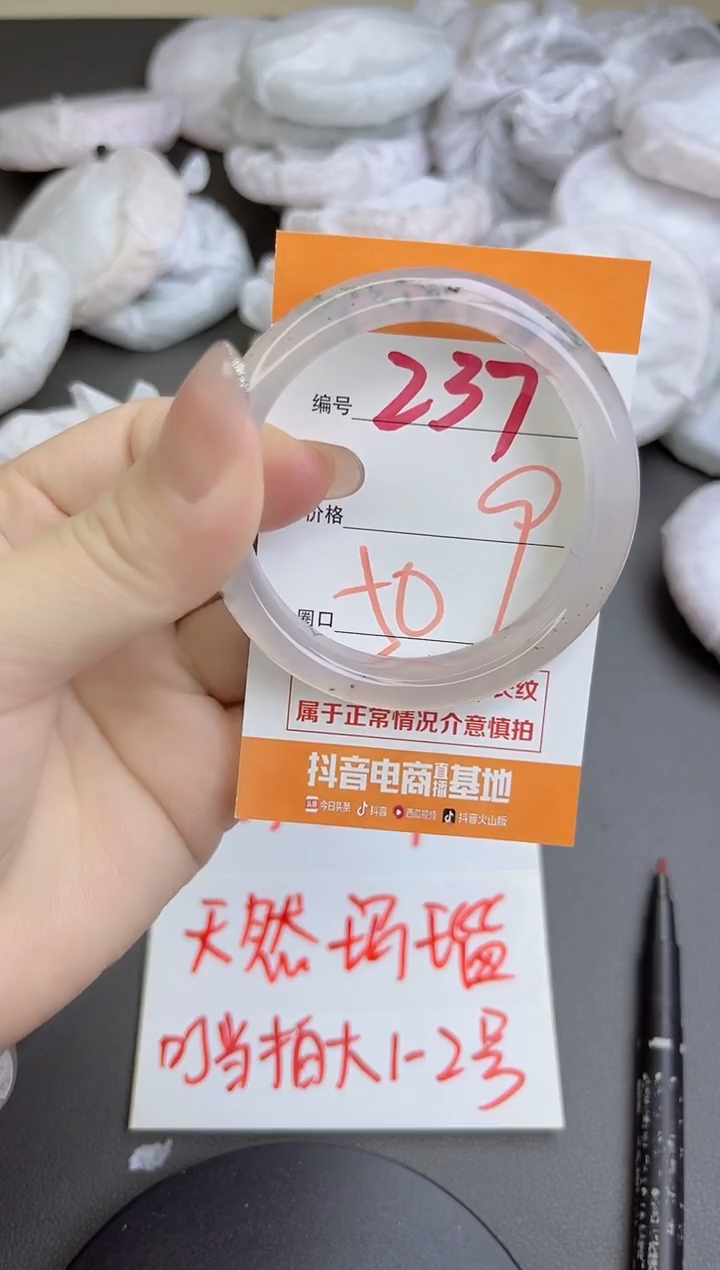 编号 237
价格
圈口
纹
属于正常情况介意慎拍
抖音电商直播基地
今日头条 抖音 西瓜视频 抖音火山版
天然玛瑙
叮当拍大1-2号